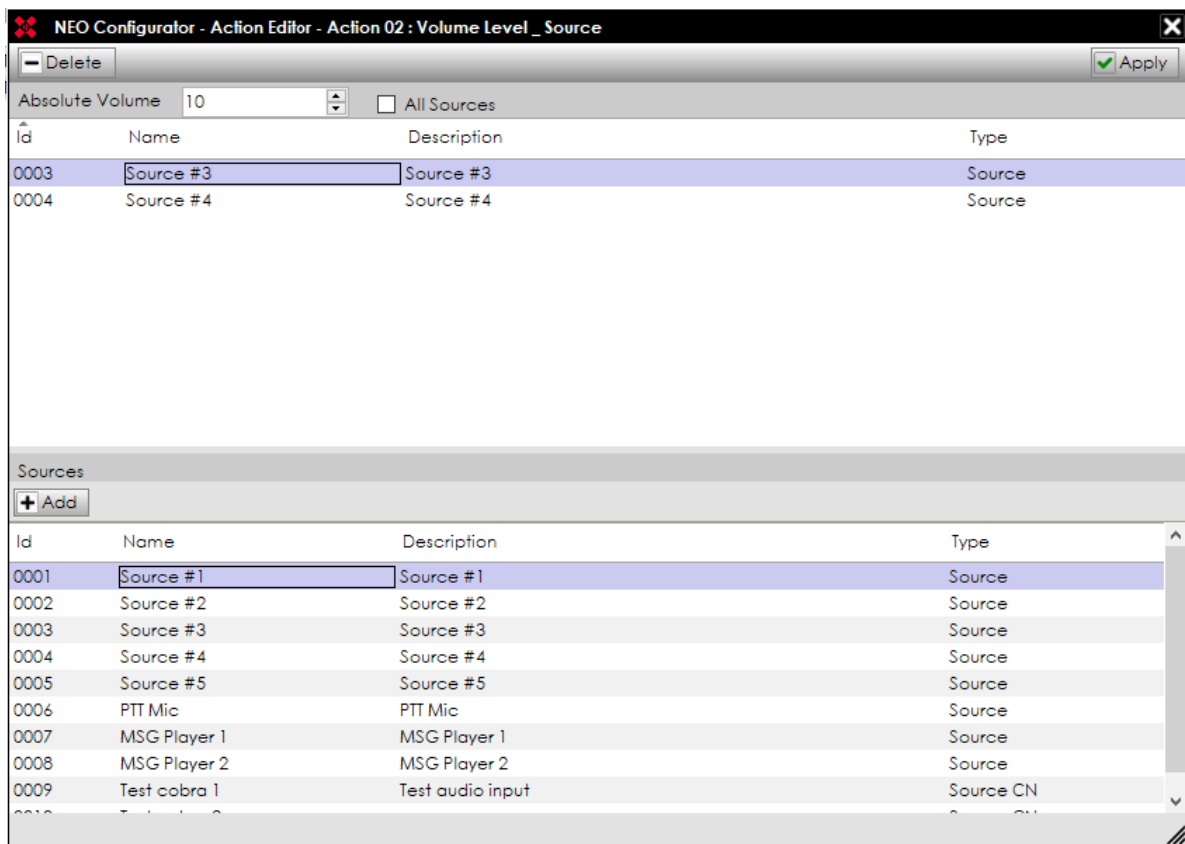 NEO Configurator - Action Editor - Action 02 : Volume Level _ Source
Delete Apply
Absolute Volume 10 All Sources
Id Name Description Type
0003 Source #3 Source #3 Source
0004 Source #4 Source #4 Source
Sources
Add
Id Name Description Type
0001 Source #1 Source #1 Source
0002 Source #2 Source #2 Source
0003 Source #3 Source #3 Source
0004 Source #4 Source #4 Source
0005 Source #5 Source #5 Source
0006 PTT Mic PTT Mic Source
0007 MSG Player 1 MSG Player 1 Source
0008 MSG Player 2 MSG Player 2 Source
0009 Test cobra 1 Test audio input Source CN